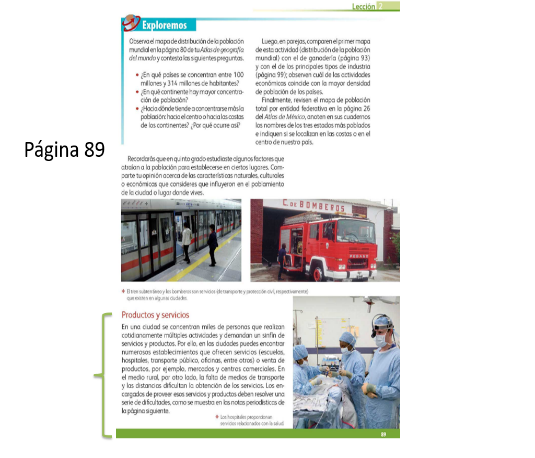 Lección 2
Exploremos
Observa el mapa de distribución de la población
mundial en la página 80 de tu Atlas de geografía
del mundo y contesta las siguientes preguntas.
• ¿En qué países se concentran entre 100
millones y 314 millones de habitantes?
• ¿En qué continente hay mayor concentra-
ción de población?
• ¿Hacia dónde tiende a concentrarse más la
población: hacia el centro o hacia las costas
de los continentes? ¿Por qué ocurre así?
Luego, en parejas, comparen el primer mapa
de esta actividad (distribución de la población
mundial) con el de ganadería (página 93)
y con el de los principales tipos de industria
(página 99); observen cuál de las actividades
económicas coincide con la mayor densidad
de población de los países.
Finalmente, revisen el mapa de población
total por entidad federativa en la página 26
del Atlas de México, anoten en sus cuadernos
los nombres de los tres estados más poblados
e indiquen si se localizan en las costas o en el
centro de nuestro país.
Página 89
Recordarás que en quinto grado estudiaste algunos factores que
atraían a la población para establecerse en ciertos lugares. Com-
parte tu opinión acerca de las características naturales, culturales
o económicas que consideres que influyeron en el poblamiento
de la ciudad o lugar donde vives.
C. DE BOMBEROS
El tren subterráneo y los bomberos son servicios (de transporte y protección civil, respectivamente)
que existen en algunas ciudades.
Productos y servicios
En una ciudad se concentran miles de personas que realizan
cotidianamente múltiples actividades y demandan un sinfín de
servicios y productos. Por ello, en las ciudades puedes encontrar
numerosos establecimientos que ofrecen servicios (escuelas,
hospitales, transporte público, oficinas, entre otros) o venta de
productos, por ejemplo, mercados y centros comerciales. En
el medio rural, por otro lado, la falta de medios de transporte
y las distancias dificultan la obtención de los servicios. Los en-
cargados de proveer esos servicios y productos deben resolver una
serie de dificultades, como se muestra en las notas periodísticas de
la página siguiente.
Los hospitales proporcionan
servicios relacionados con la salud.
89